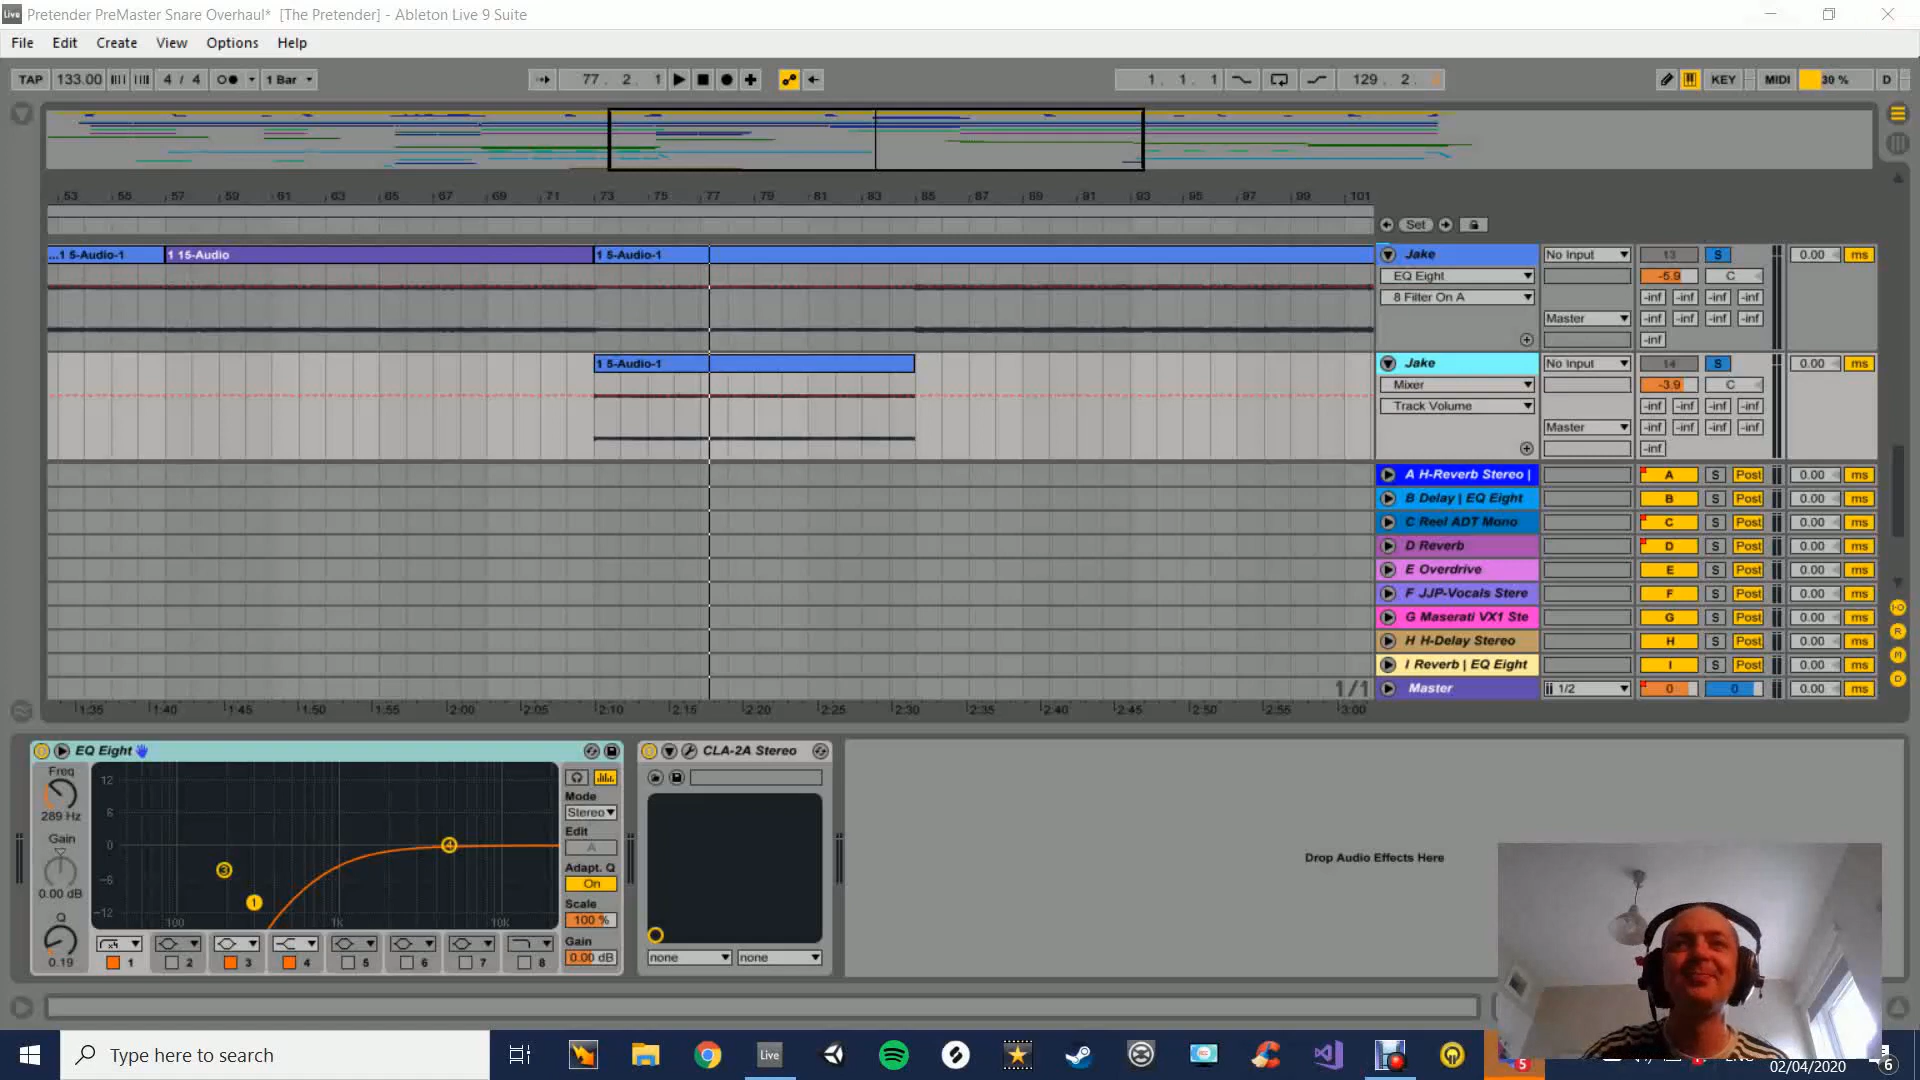 Live Pretender PreMaster Snare Overhaul* [The Pretender] - Ableton Live 9 Suite
File Edit Create View Options Help
TAP 133.00 4 / 4 1 Bar 77. 2. 1 1. 1. 1 129. 2. KEY MIDI 30 % D
53 55 57 59 61 63 65 67 69 71 73 75 77 79 81 83 85 87 89 91 93 95 97 99 101
Set
...1 5-Audio-1 1 15-Audio 1 5-Audio-1 Jake No Input 13 S 0.00 ms
EQ Eight -5.9 C
8 Filter On A -inf -inf -inf -inf
Master -inf -inf -inf -inf
-inf
1 5-Audio-1 Jake No Input 14 S 0.00 ms
Mixer -3.9 C
Track Volume -inf -inf -inf -inf
Master -inf -inf -inf -inf
-inf
A H-Reverb Stereo | A S Post 0.00 ms
B Delay | EQ Eight B S Post 0.00 ms
C Reel ADT Mono C S Post 0.00 ms
D Reverb D S Post 0.00 ms
E Overdrive E S Post 0.00 ms
F JJP-Vocals Stere F S Post 0.00 ms
G Maserati VX1 Ste G S Post 0.00 ms
H H-Delay Stereo H S Post 0.00 ms
I Reverb | EQ Eight I S Post 0.00 ms
1/1 Master 1/2 0 0 0.00 ms
1:35 1:40 1:45 1:50 1:55 2:00 2:05 2:10 2:15 2:20 2:25 2:30 2:35 2:40 2:45 2:50 2:55 3:00
I-O
R
M
D
EQ Eight CLA-2A Stereo
Freq
289 Hz
Gain
0.00 dB
Q
0.19
12
6
0
-6
-12
100 1k 10k
3 1 4
Mode
Stereo
Edit
A
Adapt. Q
On
Scale
100 %
Gain
0.00 dB
x4
1 2 3 4 5 6 7 8
none none
Drop Audio Effects Here
Type here to search
Live
5
02/04/2020
6